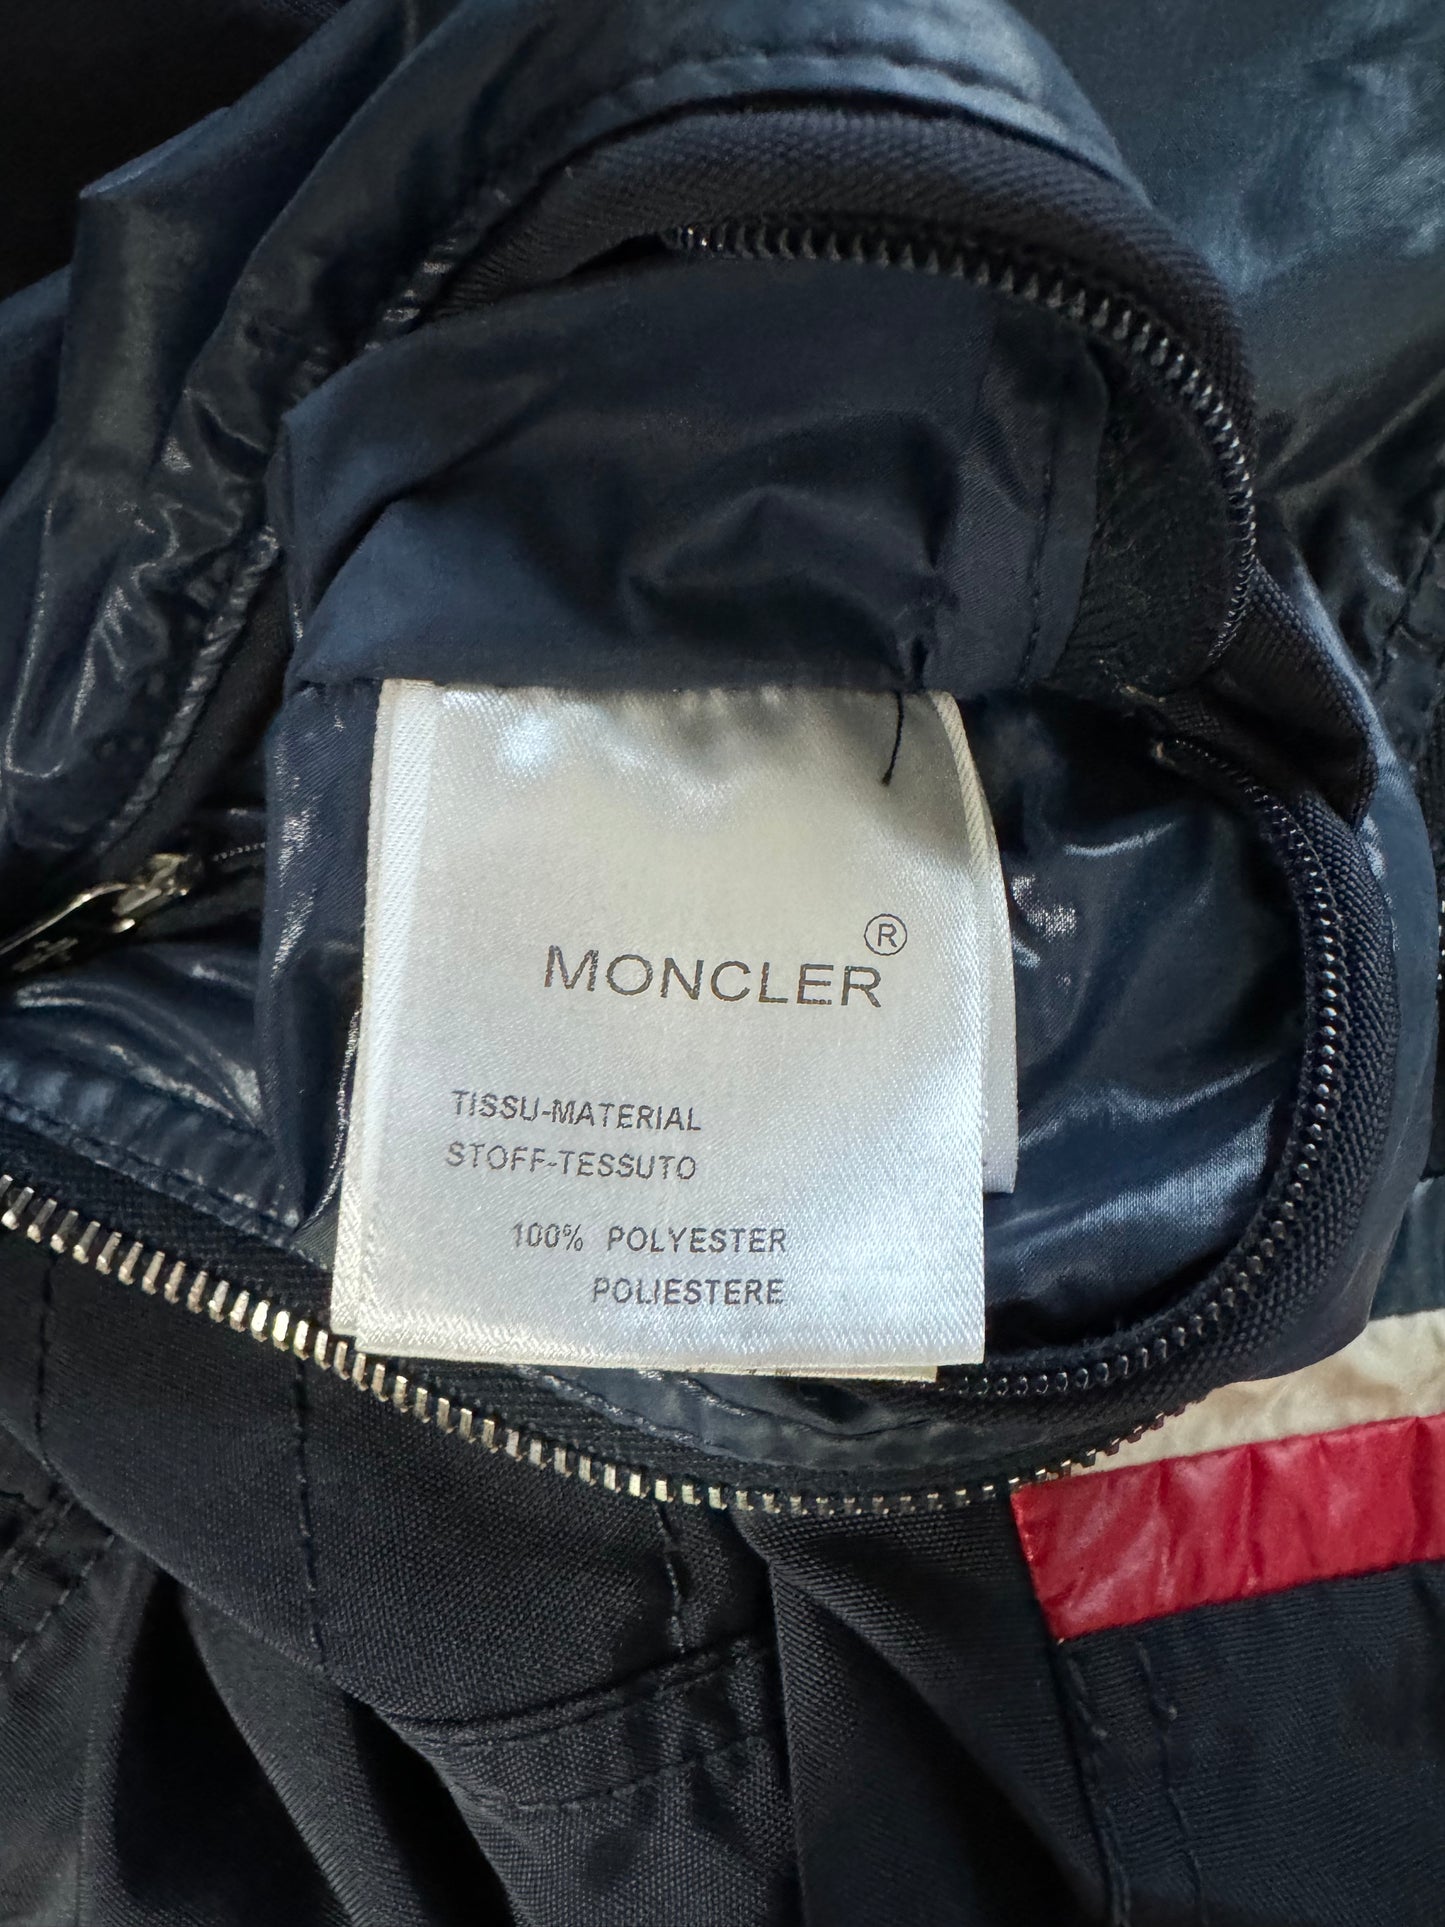 MONCLER®
TISSU-MATERIAL
STOFF-TESSUTO
100% POLYESTER
POLIESTERE